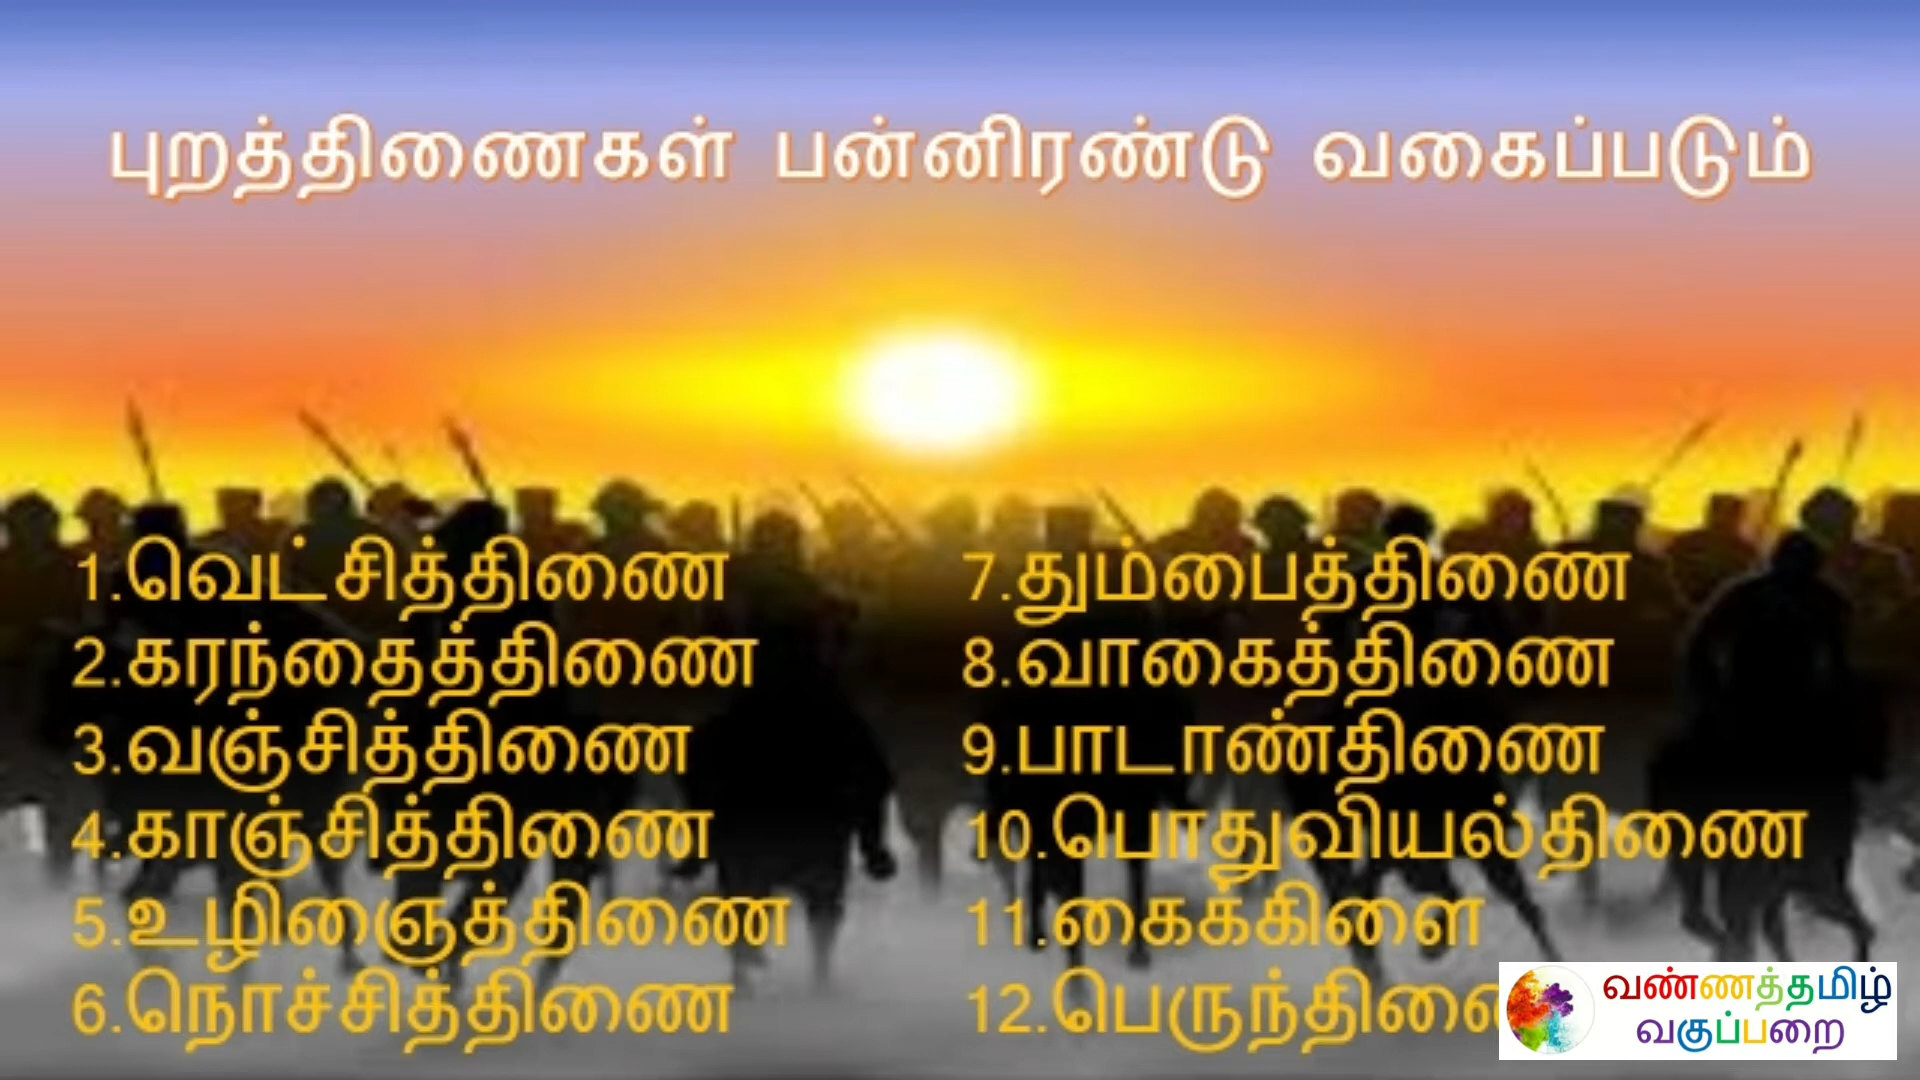 புறத்திணைகள் பன்னிரண்டு வகைப்படும்
1.வெட்சித்திணை
2.கரந்தைத்திணை
3.வஞ்சித்திணை
4.காஞ்சித்திணை
5.உழிஞைத்திணை
6.நொச்சித்திணை
7.தும்பைத்திணை
8.வாகைத்திணை
9.பாடாண்திணை
10.பொதுவியல்திணை
11.கைக்கிளை
12.பெருந்திணை
வண்ணத்தமிழ்
வகுப்பறை